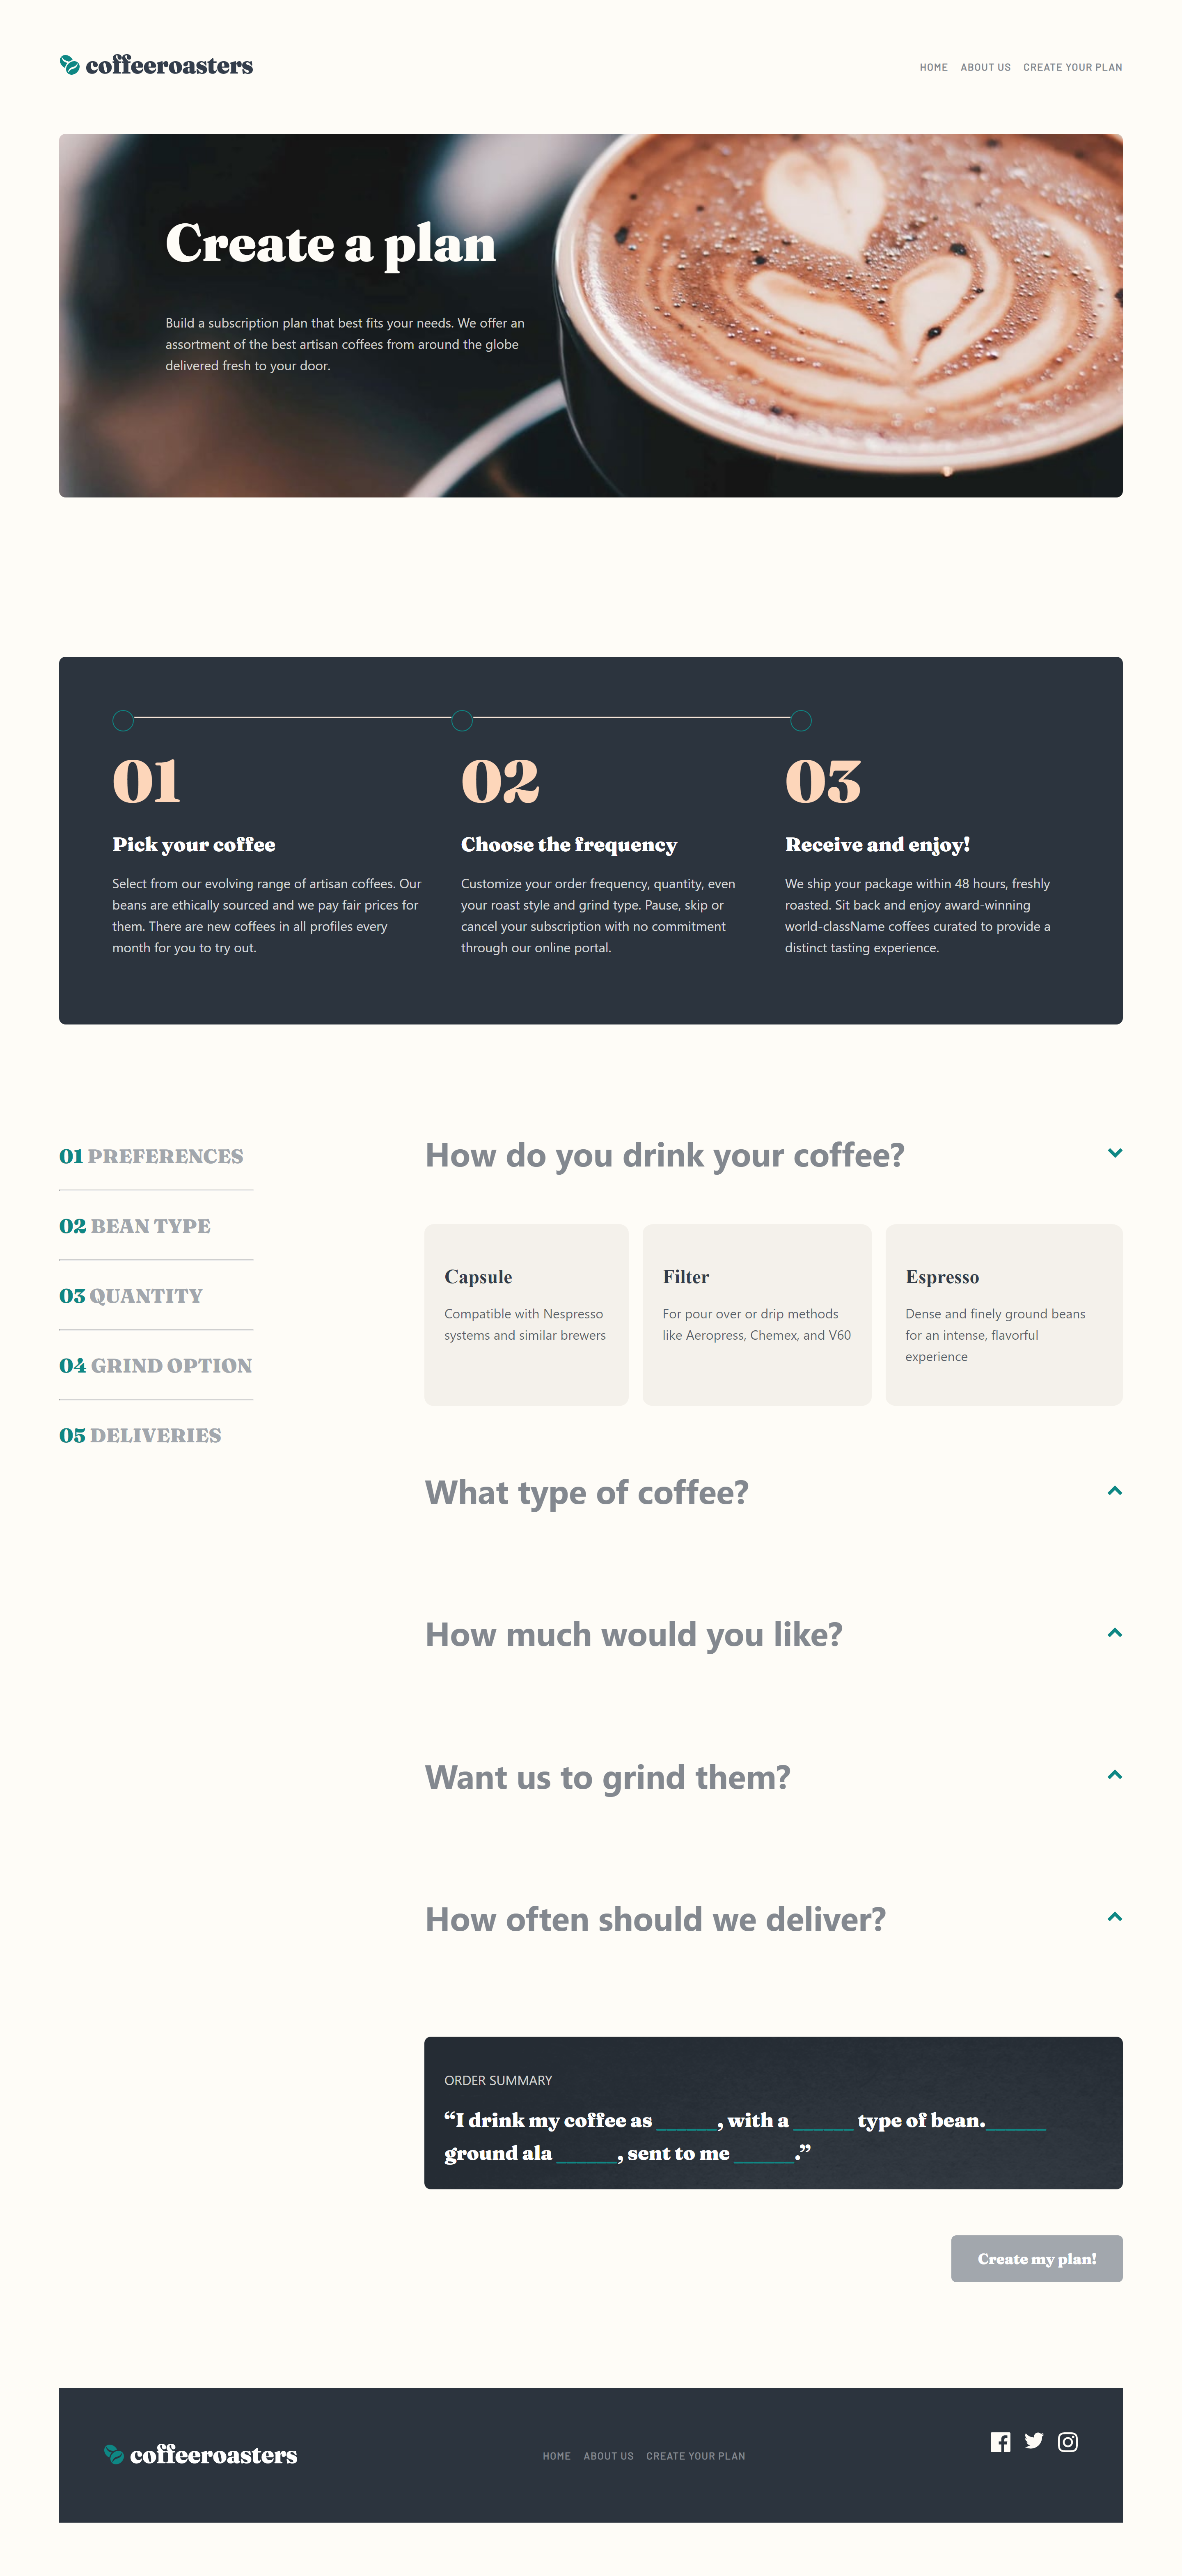 coffeeroasters
HOME ABOUT US CREATE YOUR PLAN
Create a plan
Build a subscription plan that best fits your needs. We offer an
assortment of the best artisan coffees from around the globe
delivered fresh to your door.
01
Pick your coffee
Select from our evolving range of artisan coffees. Our
beans are ethically sourced and we pay fair prices for
them. There are new coffees in all profiles every
month for you to try out.
02
Choose the frequency
Customize your order frequency, quantity, even
your roast style and grind type. Pause, skip or
cancel your subscription with no commitment
through our online portal.
03
Receive and enjoy!
We ship your package within 48 hours, freshly
roasted. Sit back and enjoy award-winning
world-className coffees curated to provide a
distinct tasting experience.
01 PREFERENCES
02 BEAN TYPE
03 QUANTITY
04 GRIND OPTION
05 DELIVERIES
How do you drink your coffee?
Capsule
Compatible with Nespresso
systems and similar brewers
Filter
For pour over or drip methods
like Aeropress, Chemex, and V60
Espresso
Dense and finely ground beans
for an intense, flavorful
experience
What type of coffee?
How much would you like?
Want us to grind them?
How often should we deliver?
ORDER SUMMARY
“I drink my coffee as ______, with a ______ type of bean.______
ground ala ______, sent to me ______.”
Create my plan!
coffeeroasters
HOME ABOUT US CREATE YOUR PLAN